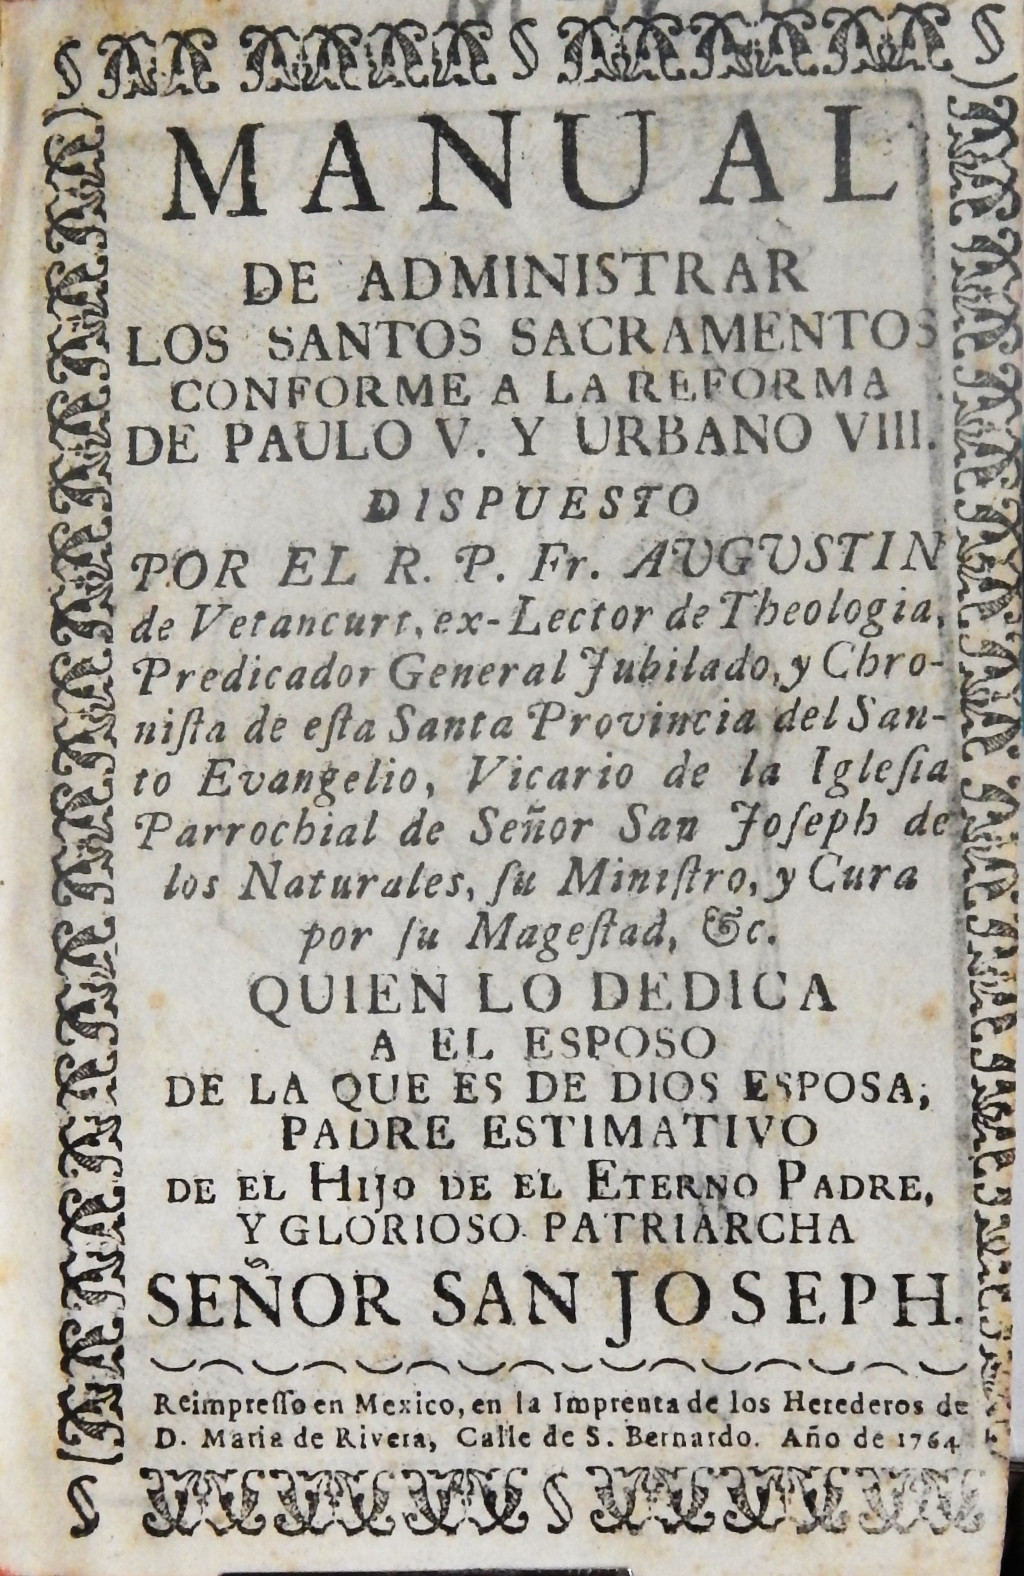 MANUAL
DE ADMINISTRAR
LOS SANTOS SACRAMENTOS
CONFORME A LA REFORMA
DE PAULO V. Y URBANO VIII.
DISPUESTO
POR EL R. P. Fr. AUGUSTIN
de Vetancurt, ex-Lector de Theologia,
Predicador General Jubilado, y Chro-
niſta de eſta Santa Provincia del San-
to Evangelio, Vicario de la Igleſia
Parrochial de Señor San Joſeph de
los Naturales, ſu Miniſtro, y Cura
por ſu Mageſtad, &c.
QUIEN LO DEDICA
A EL ESPOSO
DE LA QUE ES DE DIOS ESPOSA;
PADRE ESTIMATIVO
DE EL HIJO DE EL ETERNO PADRE,
Y GLORIOSO PATRIARCHA
SEÑOR SAN JOSEPH.
Reimpreſſo en Mexico, en la Imprenta de los Herederos de
D. Maria de Rivera, Calle de S. Bernardo. Año de 1764